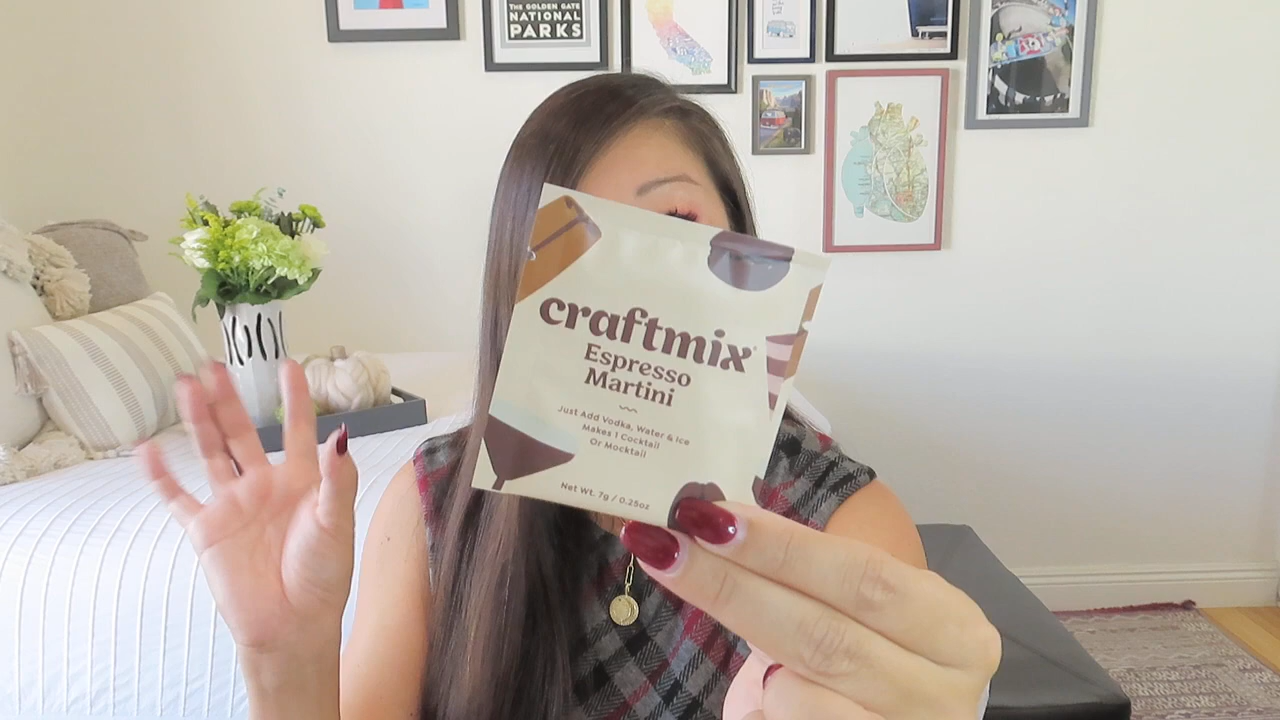 THE GOLDEN GATE
NATIONAL
PARKS
craftmix
Espresso
Martini
Just Add Vodka, Water & Ice
Makes 1 Cocktail
Or Mocktail
Net Wt. 7g / 0.25oz